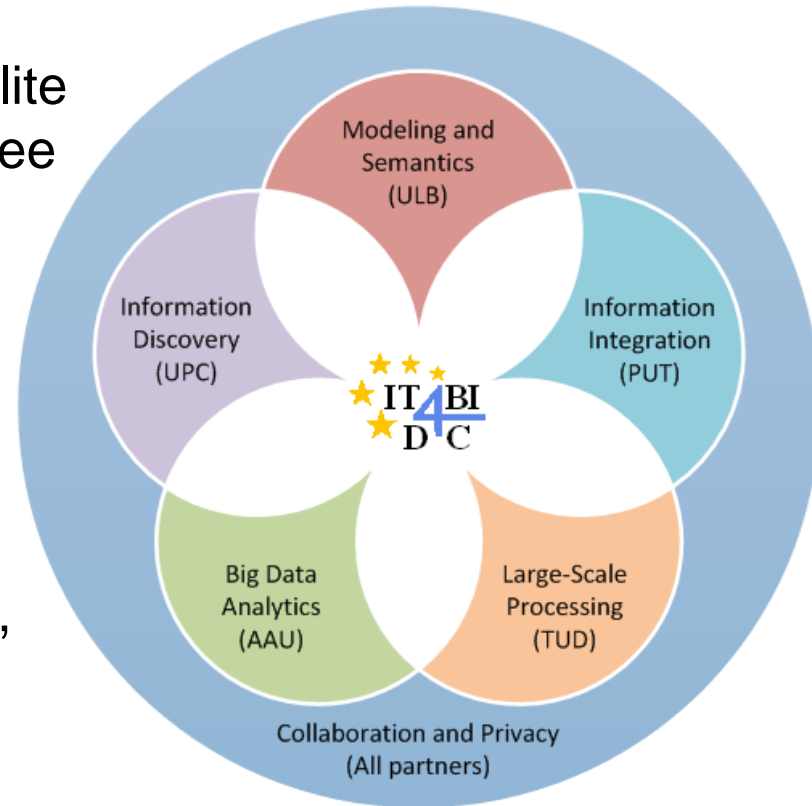 lite
ee
Modeling and
Semantics
(ULB)
Information
Discovery
(UPC)
Information
Integration
(PUT)
IT4BI
DC
Big Data
Analytics
(AAU)
Large-Scale
Processing
(TUD)
,
Collaboration and Privacy
(All partners)